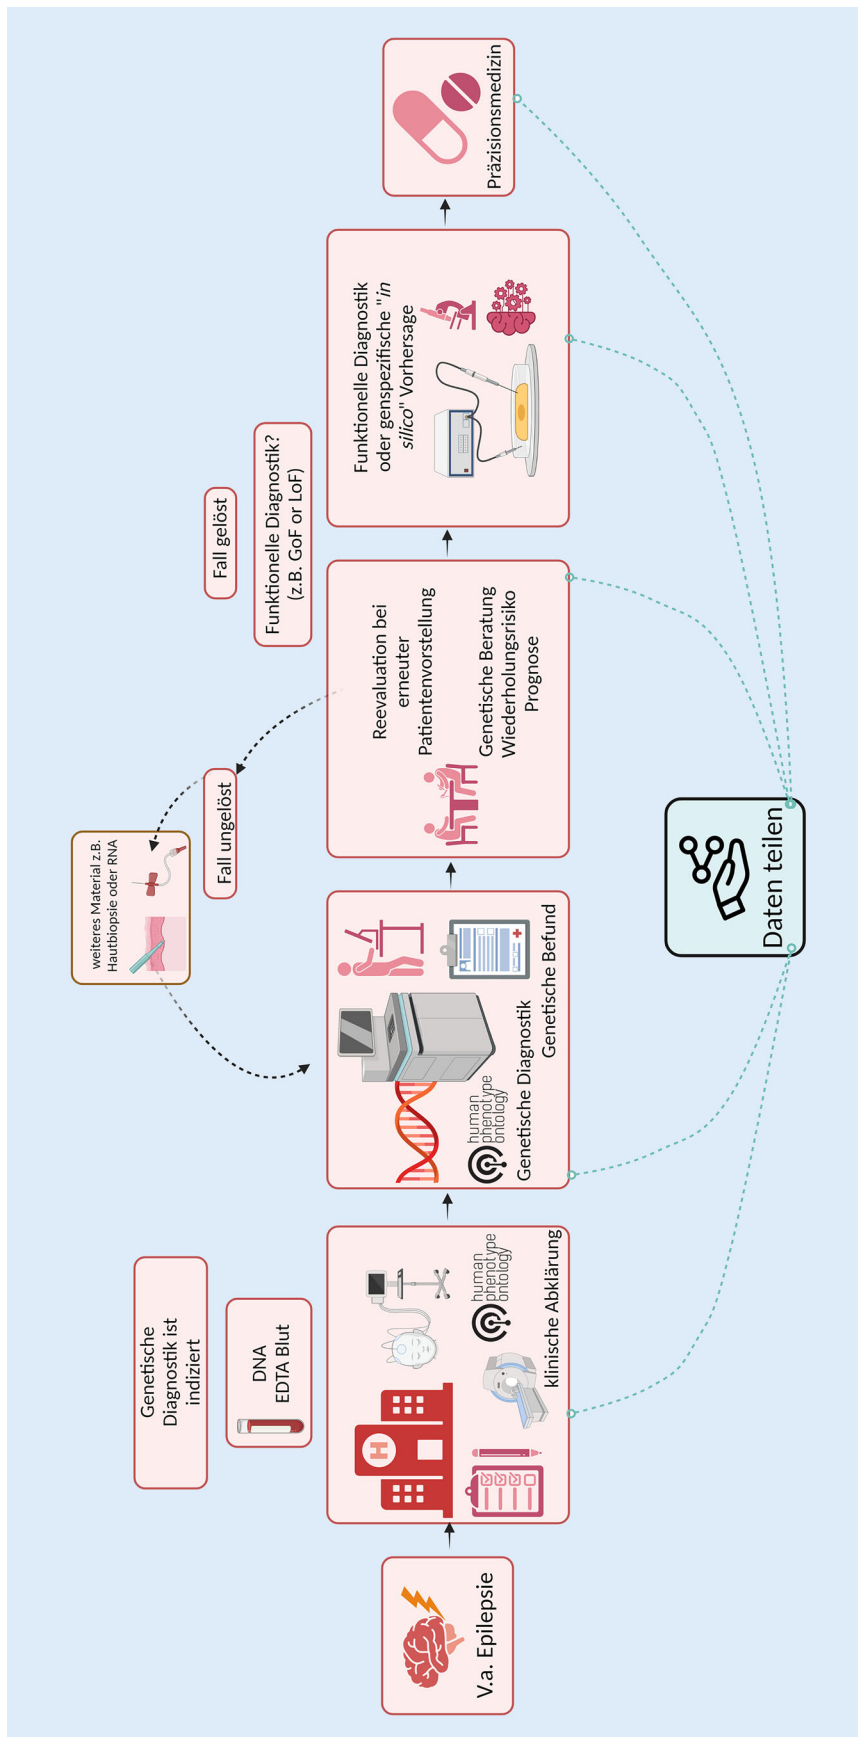 V.a. Epilepsie
Genetische
Diagnostik ist
indiziert
DNA
EDTA Blut
H
human
phenotype
ontology
klinische Abklärung
human
phenotype
ontology
Genetische Diagnostik
Genetische Befund
weiteres Material z.B.
Hautbiopsie oder RNA
Fall ungelöst
Reevaluation bei
erneuter
Patientenvorstellung
Genetische Beratung
Wiederholungsrisiko
Prognose
Fall gelöst
Funktionelle Diagnostik?
(z.B. GoF or LoF)
Funktionelle Diagnostik
oder genspezifische "in
silico" Vorhersage
Präzisionsmedizin
Daten teilen